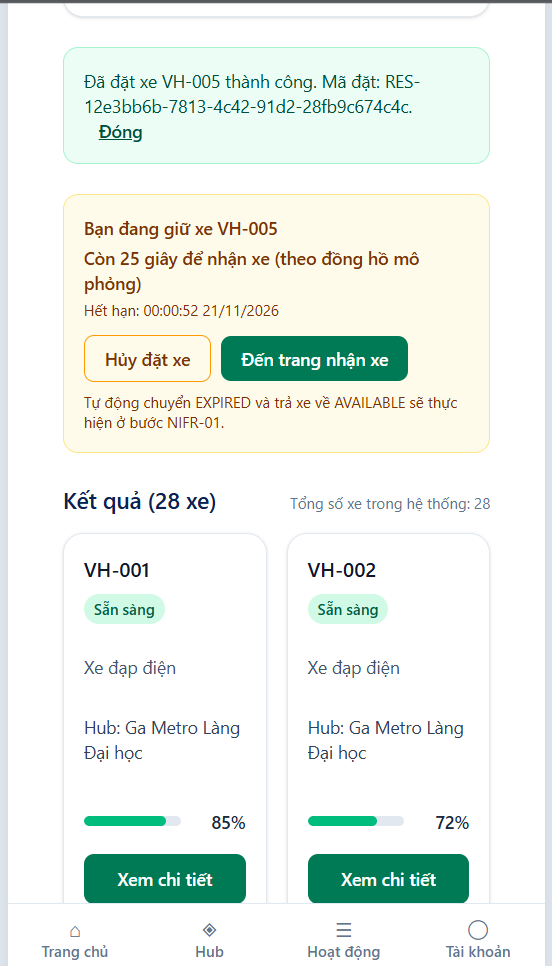 Đã đặt xe VH-005 thành công. Mã đặt: RES-
12e3bb6b-7813-4c42-91d2-28fb9c674c4c.
Đóng
Bạn đang giữ xe VH-005
Còn 25 giây để nhận xe (theo đồng hồ mô
phỏng)
Hết hạn: 00:00:52 21/11/2026
Hủy đặt xe
Đến trang nhận xe
Tự động chuyển EXPIRED và trả xe về AVAILABLE sẽ thực
hiện ở bước NIFR-01.
Kết quả (28 xe)
Tổng số xe trong hệ thống: 28
VH-001
Sẵn sàng
Xe đạp điện
Hub: Ga Metro Làng
Đại học
85%
Xem chi tiết
VH-002
Sẵn sàng
Xe đạp điện
Hub: Ga Metro Làng
Đại học
72%
Xem chi tiết
Trang chủ
Hub
Hoạt động
Tài khoản